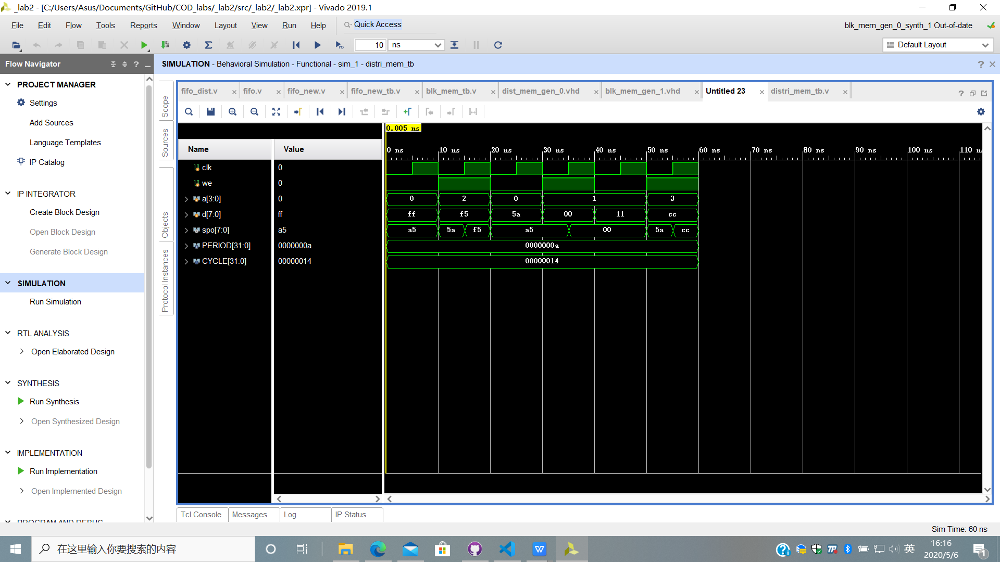 _lab2 - [C:/Users/Asus/Documents/GitHub/COD_labs/_lab2/src/_lab2/_lab2.xpr] - Vivado 2019.1
File Edit Flow Tools Reports Window Layout View Run Help Quick Access blk_mem_gen_0_synth_1 Out-of-date
10 ns Default Layout
Flow Navigator
SIMULATION - Behavioral Simulation - Functional - sim_1 - distri_mem_tb
PROJECT MANAGER
Settings
Add Sources
Language Templates
IP Catalog
IP INTEGRATOR
Create Block Design
Open Block Design
Generate Block Design
SIMULATION
Run Simulation
RTL ANALYSIS
Open Elaborated Design
SYNTHESIS
Run Synthesis
Open Synthesized Design
IMPLEMENTATION
Run Implementation
Open Implemented Design
PROGRAM AND DEBUG
Scope
Sources
Objects
Protocol Instances
fifo_dist.v fifo.v fifo_new.v fifo_new_tb.v blk_mem_tb.v dist_mem_gen_0.vhd blk_mem_gen_1.vhd Untitled 23 distri_mem_tb.v
0.005 ns
Name Value 0 ns 10 ns 20 ns 30 ns 40 ns 50 ns 60 ns 70 ns 80 ns 90 ns 100 ns 110 ns
clk 0
we 0
a[3:0] 0 0 2 0 1 3
d[7:0] ff ff f5 5a 00 11 cc
spo[7:0] a5 a5 5a f5 a5 00 5a cc
PERIOD[31:0] 0000000a 0000000a
CYCLE[31:0] 00000014 00000014
Tcl Console Messages Log IP Status
Sim Time: 60 ns
在这里输入你要搜索的内容
英
16:16
2020/5/6
1